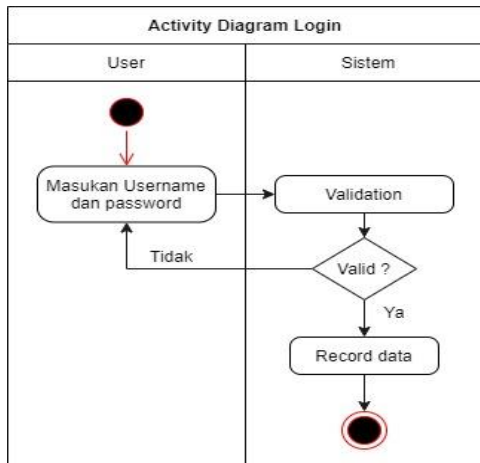 Activity Diagram Login
User
Sistem
Masukan Username
dan password
Validation
Tidak
Valid ?
Ya
Record data